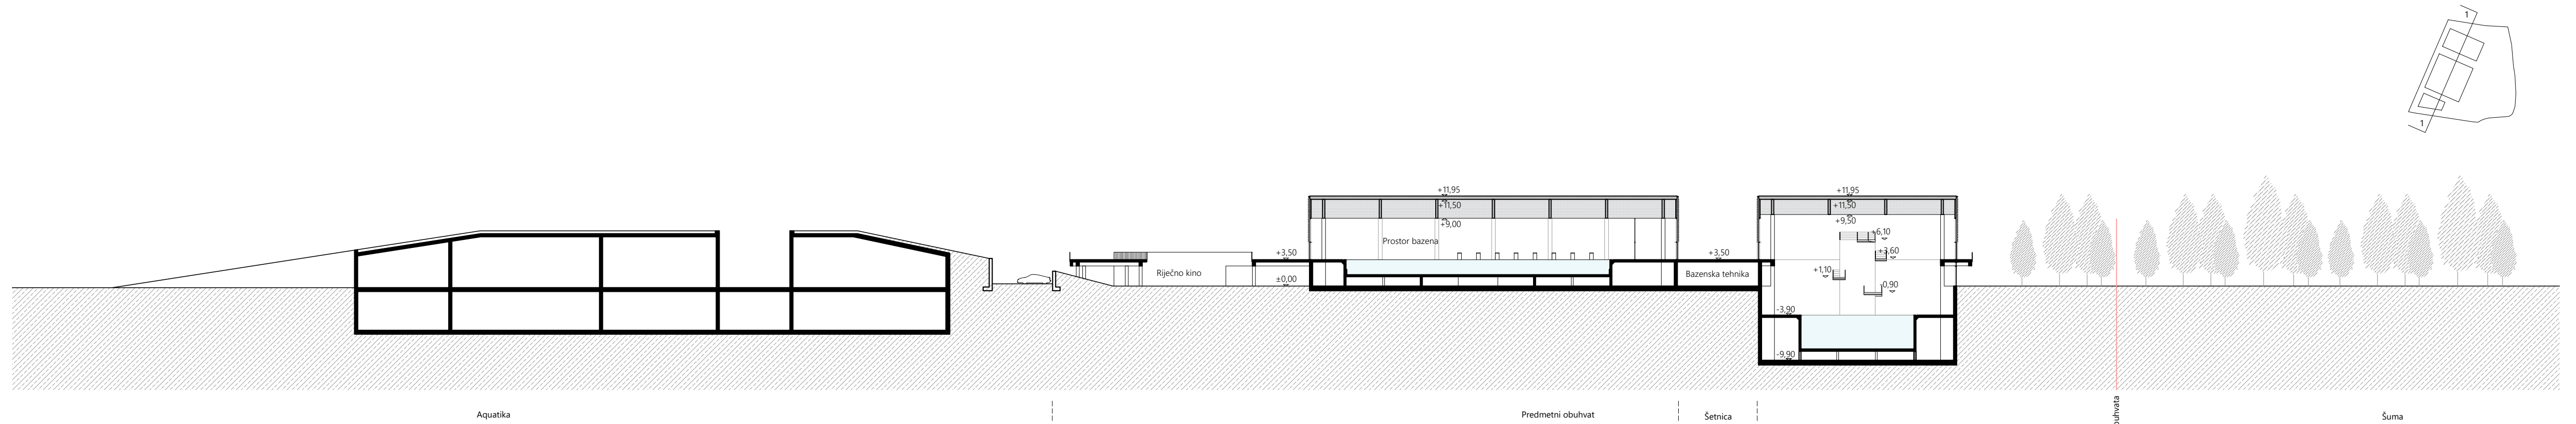 1
1
+11,95
+11,95
+11,50
+11,50
+9,00
+9,50
+6,10
Prostor bazena
+3,50
+3,50
+3,60
Riječno kino
Bazenska tehnika
+1,10
±0,00
0,90
-3,90
-9,90
Aquatika
Predmetni obuhvat
Šetnica
Šuma